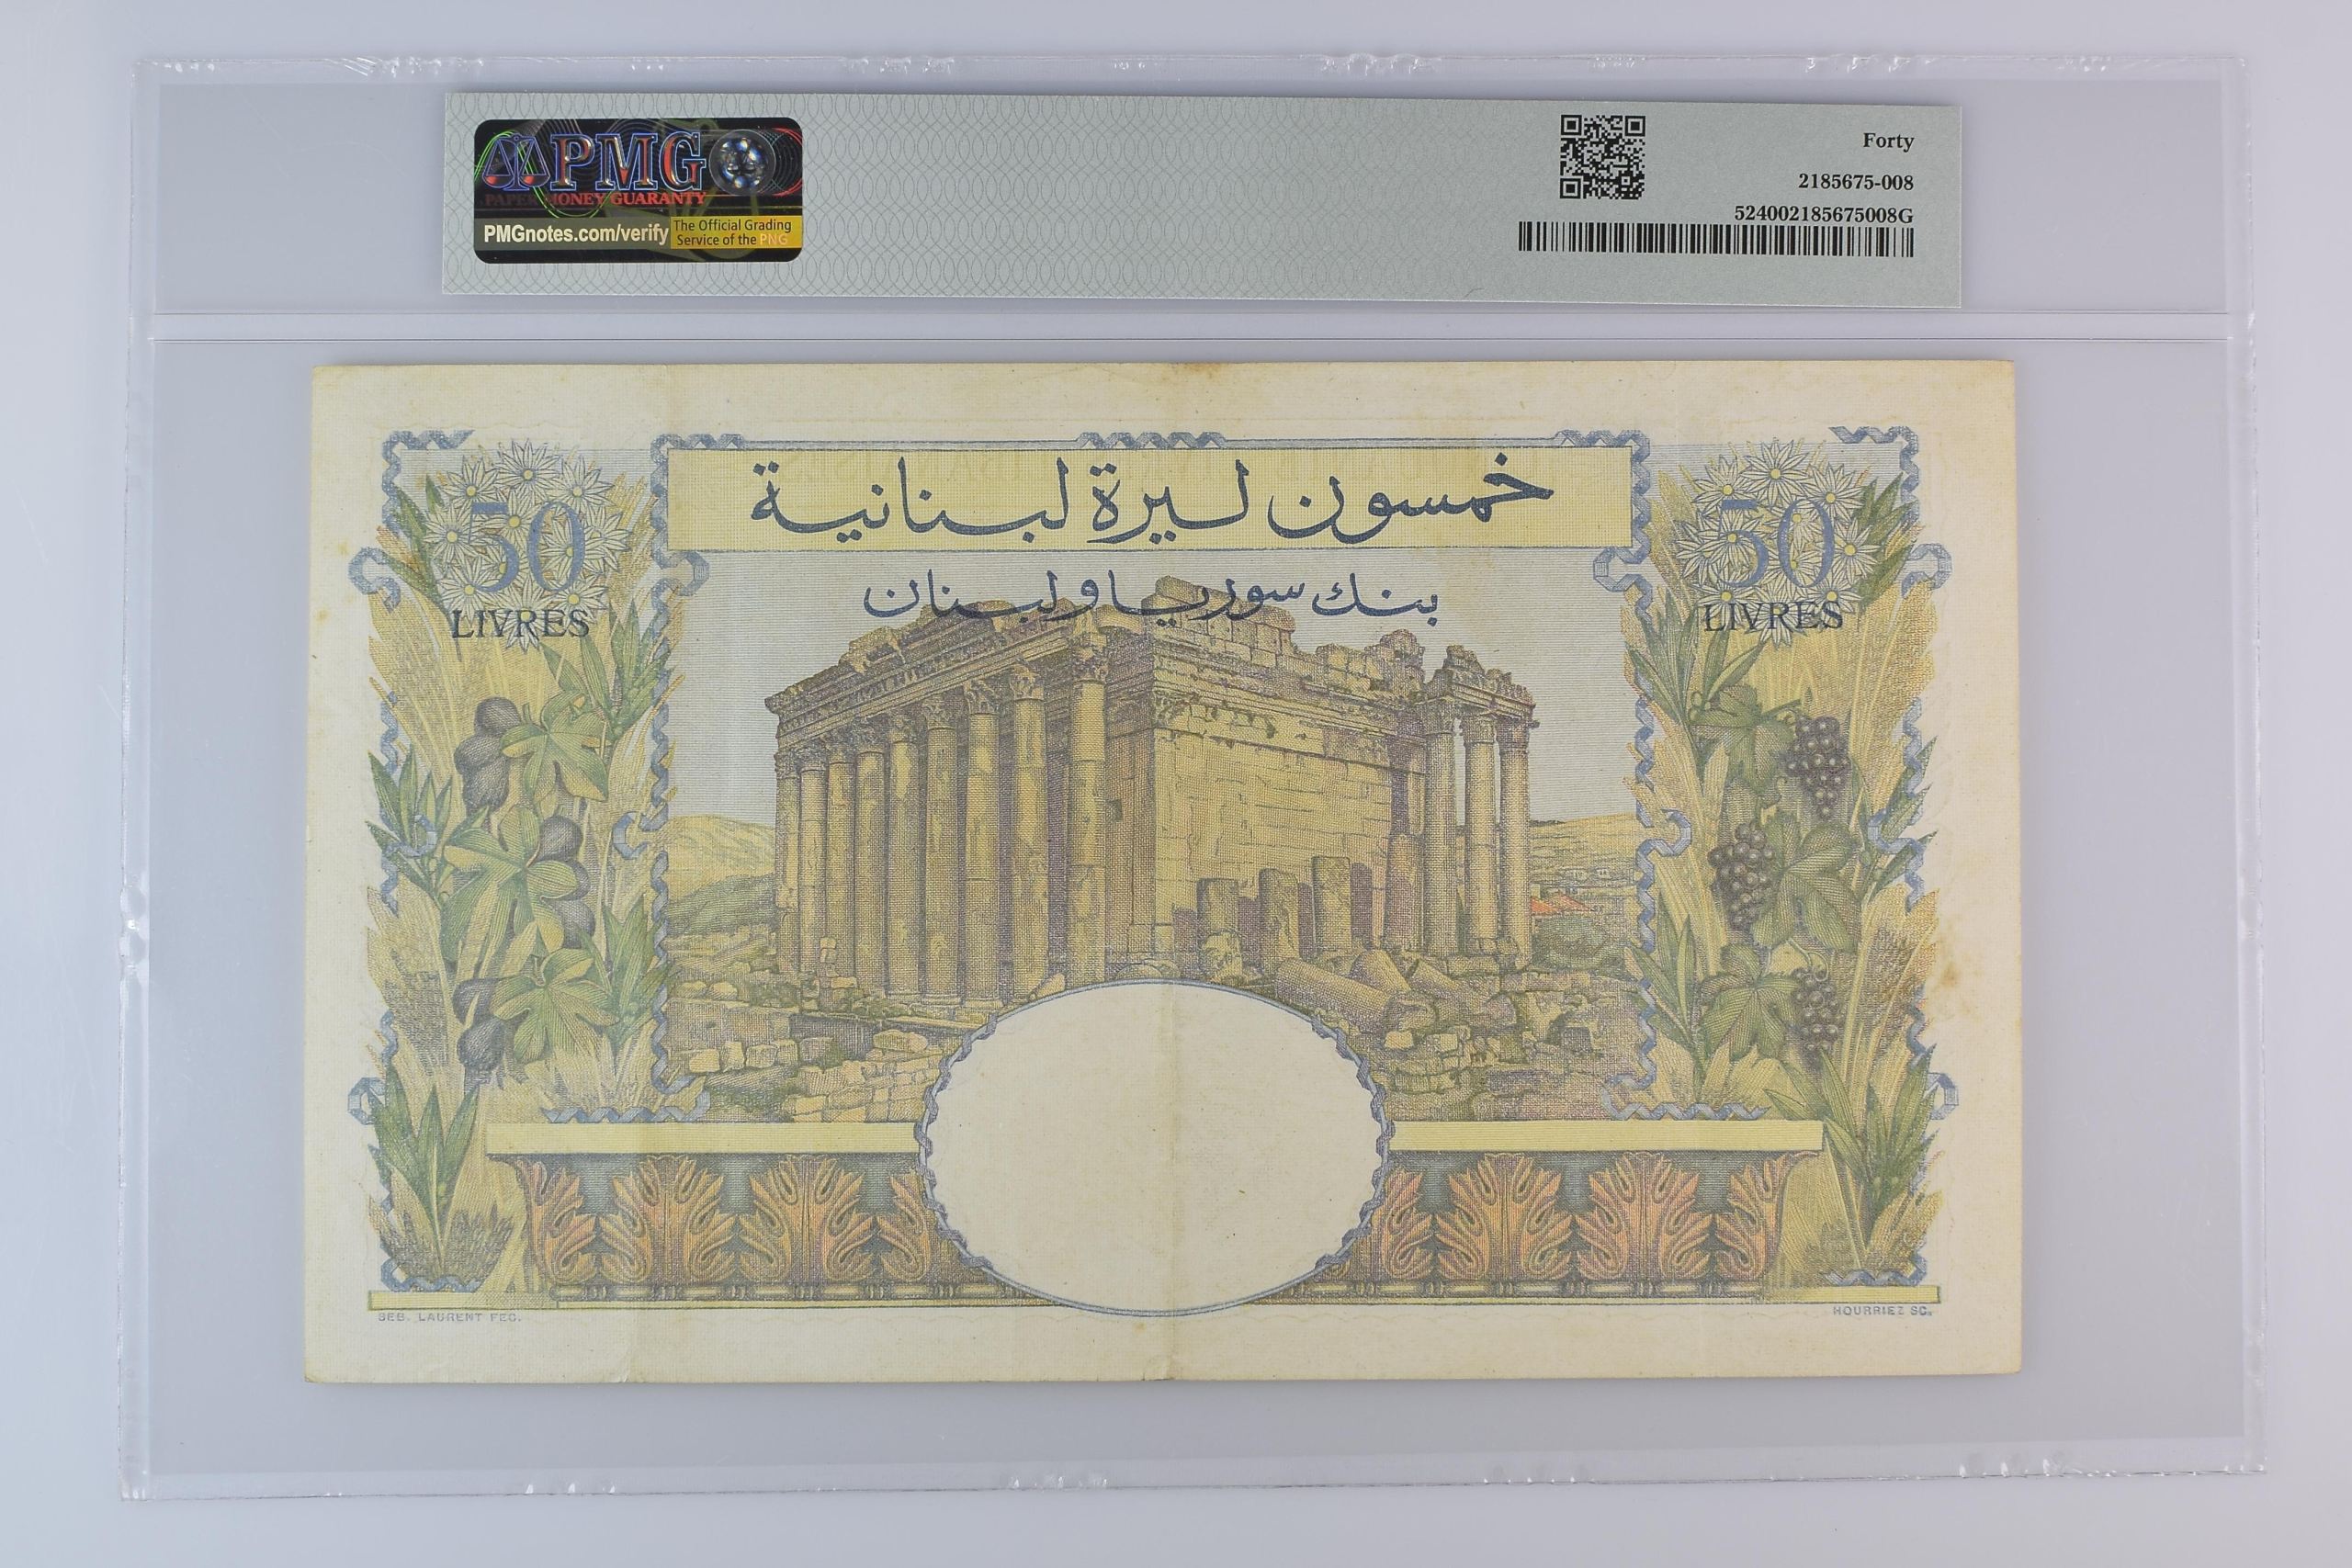 PMG
PAPER MONEY GUARANTY
PMGnotes.com/verify
The Official Grading
Service of the PNG
Forty
2185675-008
524002185675008G
خمسون ليرة لبنانية
بنك سوريا ولبنان
50
LIVRES
50
LIVRES
SEB. LAURENT FEC.
HOURRIEZ SC.